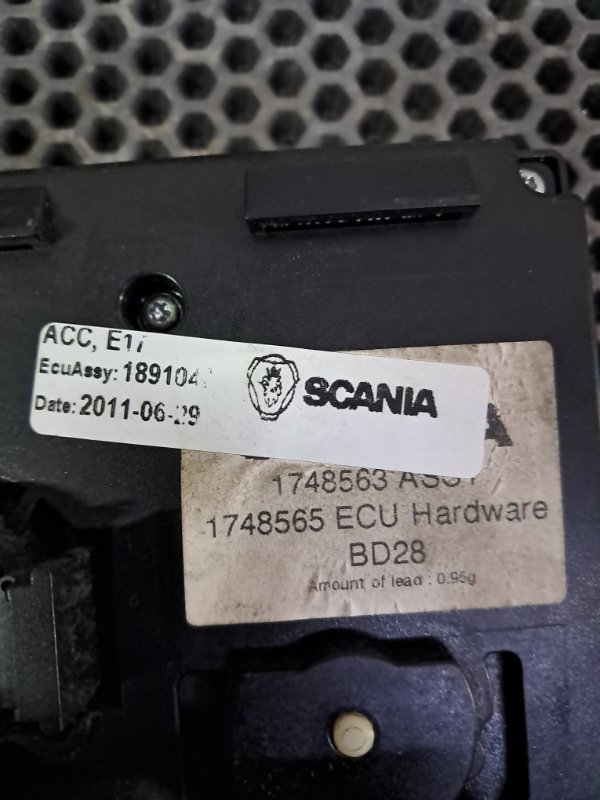 ACC, E17
EcuAssy: 189104
Date: 2011-06-29
SCANIA
A
1748563 ASSY
1748565 ECU Hardware
BD28
Amount of lead : 0.95g